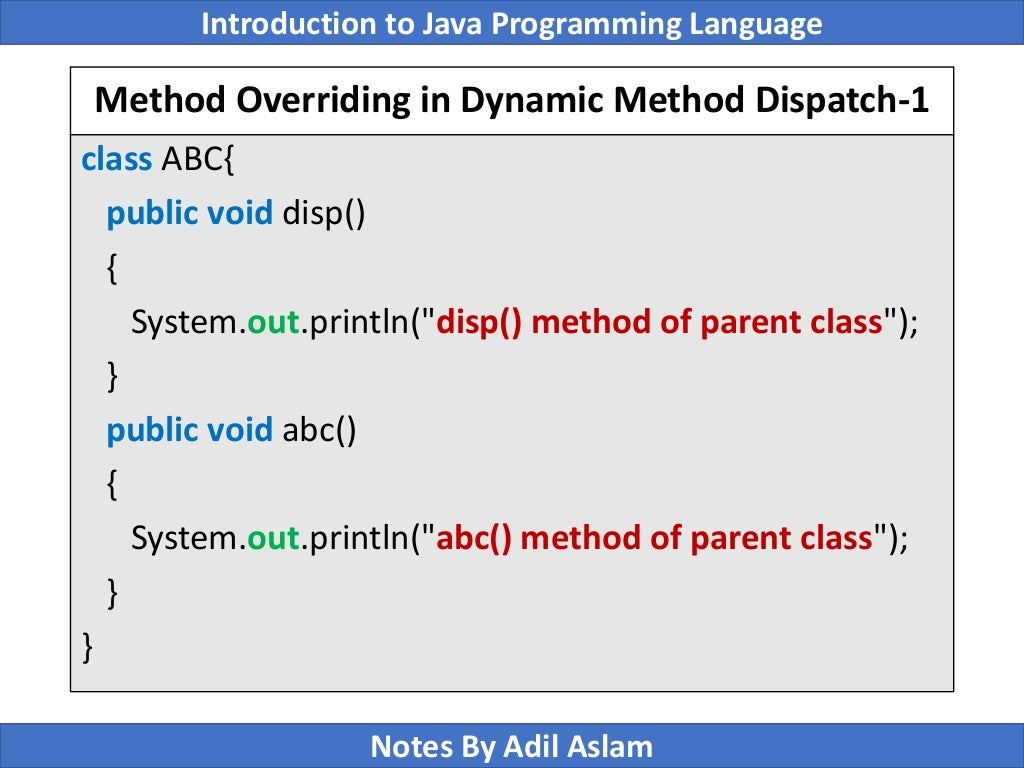 Introduction to Java Programming Language
Method Overriding in Dynamic Method Dispatch-1
class ABC{
public void disp()
{
System.out.println("disp() method of parent class");
}
public void abc()
{
System.out.println("abc() method of parent class");
}
}
Notes By Adil Aslam